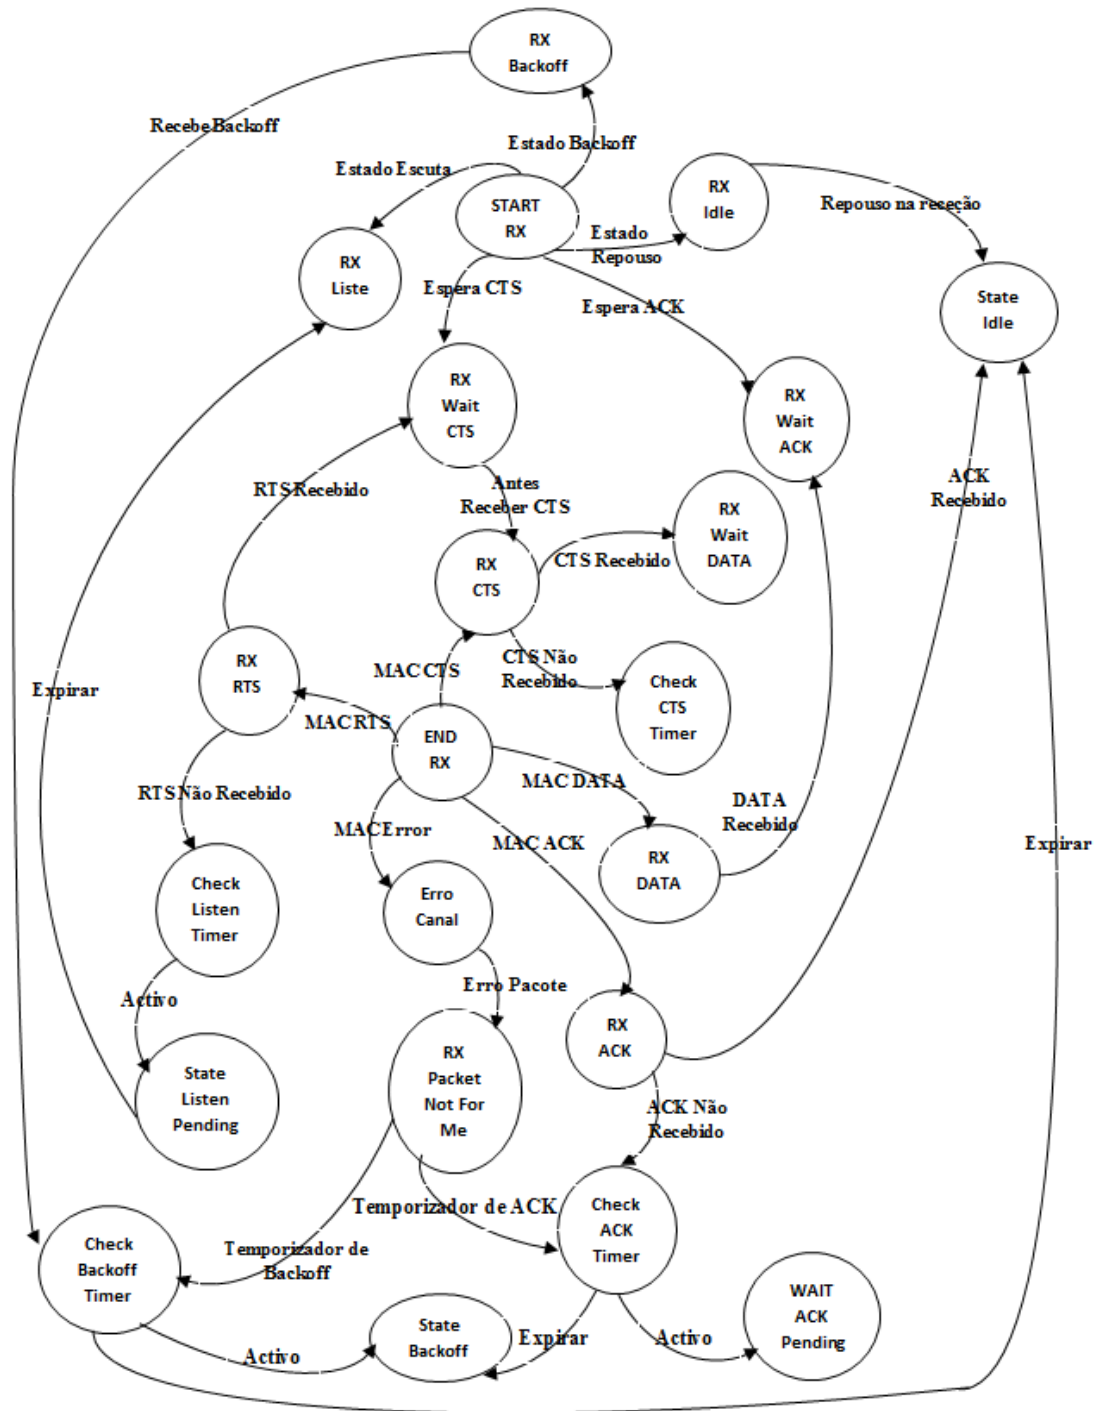 RX
Backoff
Recebe Backoff
Estado Backoff
Estado Escuta
START
RX
RX
Idle
Repouso na receção
Estado
Repouso
RX
Liste
Espera CTS
Espera ACK
State
Idle
RX
Wait
CTS
RX
Wait
ACK
RTS Recebido
Antes
Receber CTS
ACK
Recebido
RX
Wait
DATA
RX
CTS
CTS Recebido
RX
RTS
MAC CTS
CTS Não
Recebido
Check
CTS
Timer
Expirar
MAC RTS
END
RX
MAC DATA
RTS Não Recebido
MAC Error
MAC ACK
DATA
Recebido
Expirar
RX
DATA
Check
Listen
Timer
Erro
Canal
Activo
Erro Pacote
RX
ACK
RX
Packet
Not For
Me
State
Listen
Pending
ACK Não
Recebido
Temporizador de ACK
Check
ACK
Timer
Check
Backoff
Timer
Temporizador de
Backoff
WAIT
ACK
Pending
State
Backoff
Expirar
Activo
Activo